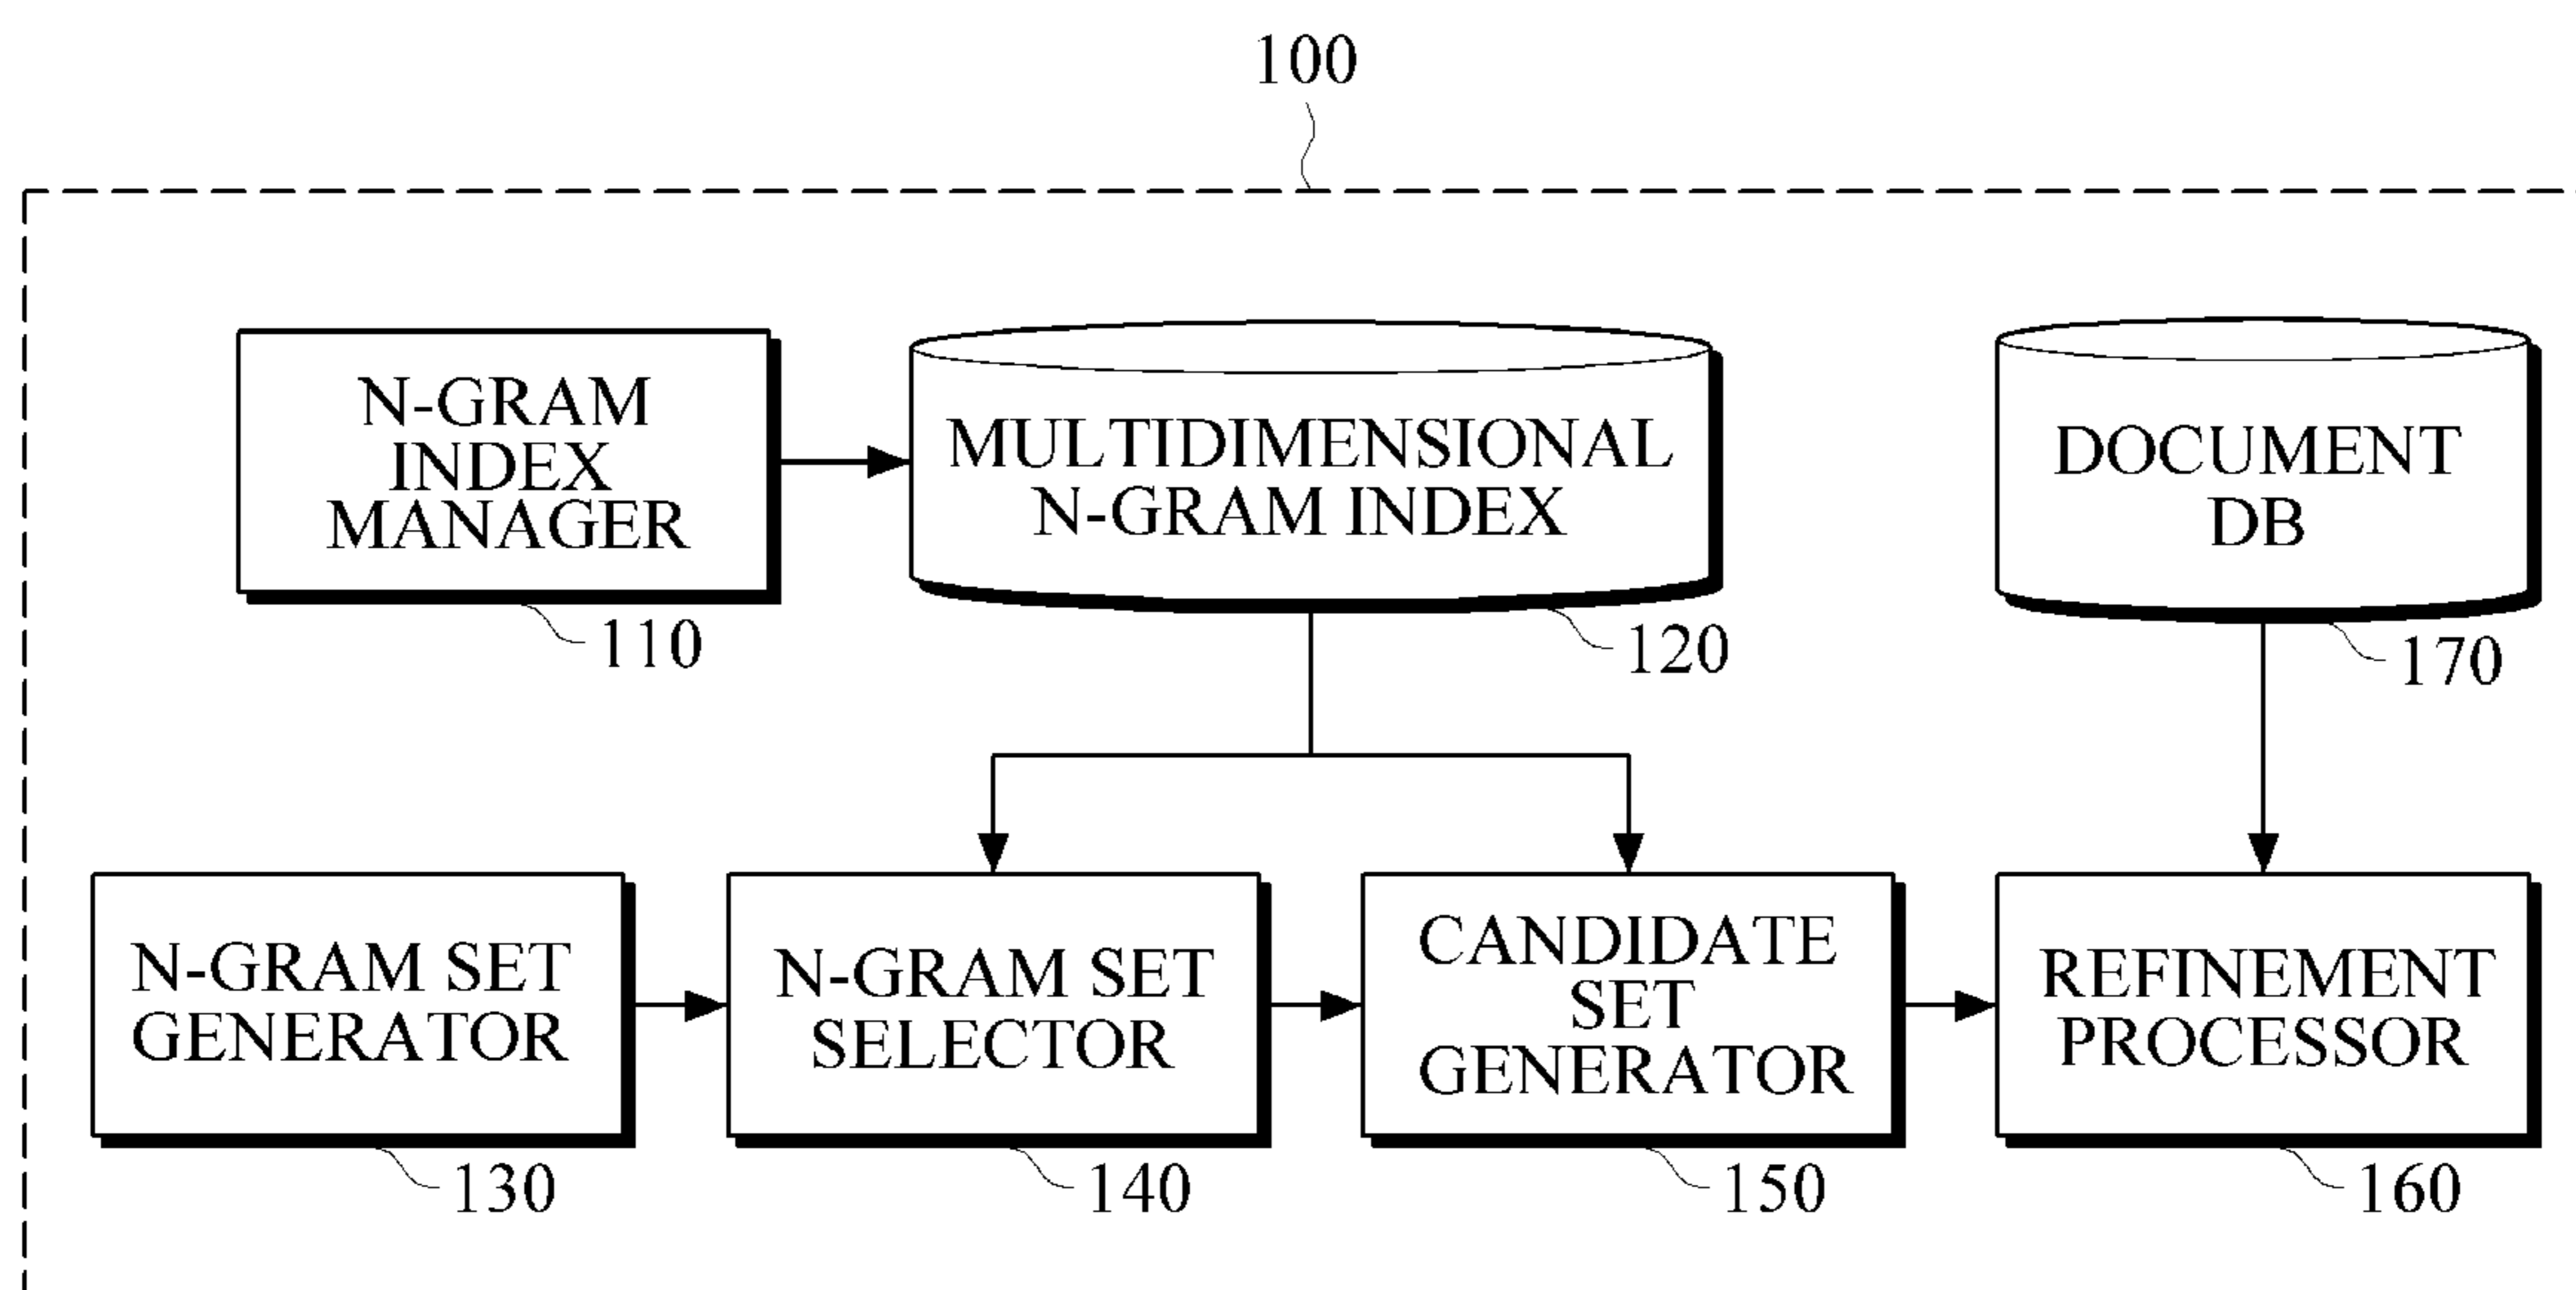 100
N-GRAM
INDEX
MANAGER
110
MULTIDIMENSIONAL
N-GRAM INDEX
120
DOCUMENT
DB
170
N-GRAM SET
GENERATOR
130
N-GRAM SET
SELECTOR
140
CANDIDATE
SET
GENERATOR
150
REFINEMENT
PROCESSOR
160